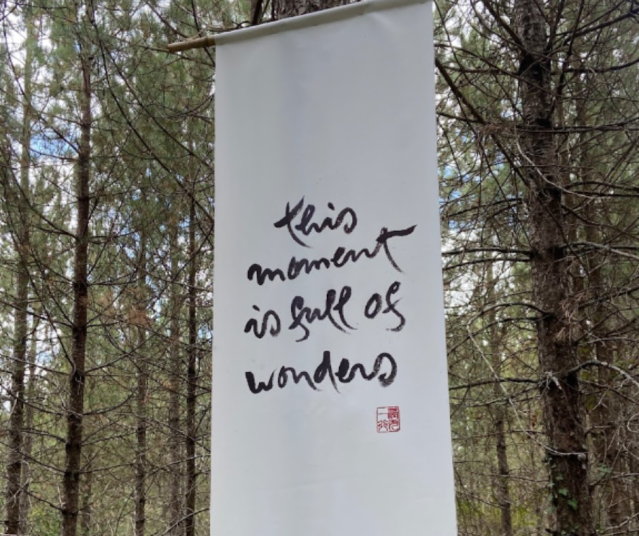 this
moment
is full of
wonders